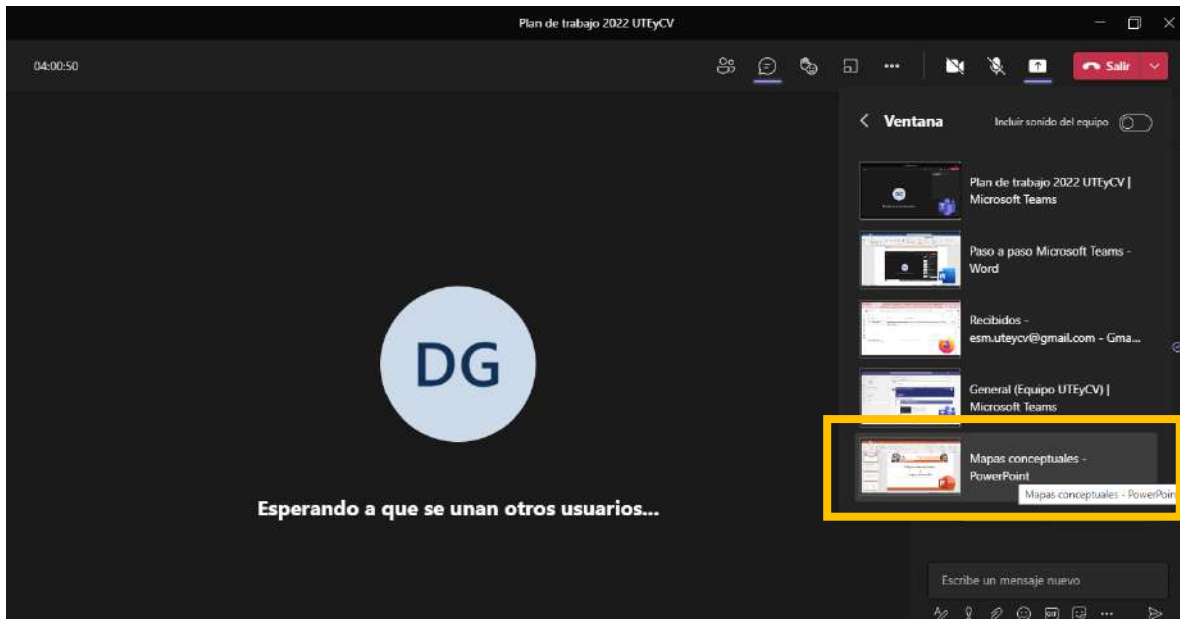 Plan de trabajo 2022 UTEyCV
04:00:50
Salir
Ventana
Incluir sonido del equipo
Plan de trabajo 2022 UTEyCV |
Microsoft Teams
Paso a paso Microsoft Teams -
Word
Recibidos -
esm.uteycv@gmail.com - Gma...
General (Equipo UTEyCV) |
Microsoft Teams
Mapas conceptuales -
PowerPoint
Mapas conceptuales - PowerPoin
DG
Esperando a que se unan otros usuarios...
Escribe un mensaje nuevo
GIF